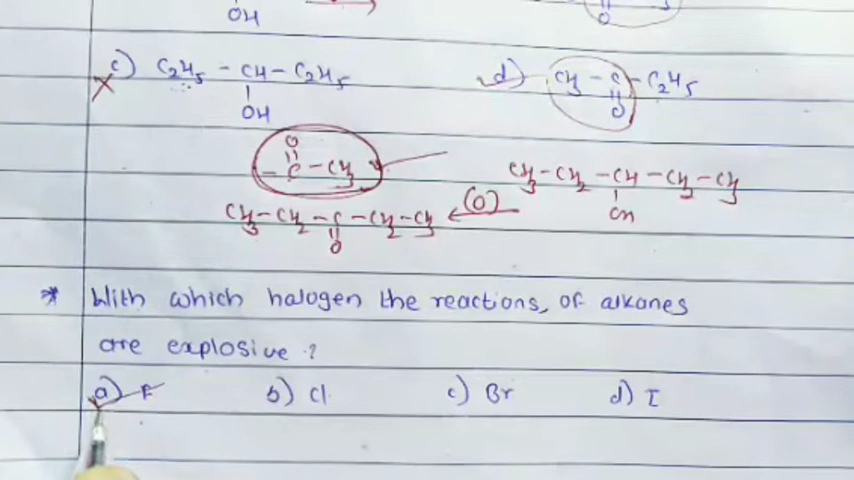 OH
O
c) C2H5 - CH - C2H5
OH
d) CH3 - C - C2H5
O
O
- C - CH3
CH3 - CH2 - CH - CH2 - CH3
OH
CH3 - CH2 - C - CH2 - CH3
(O)
O
* With which halogen the reactions, of alkanes
are explosive ?
a) F b) Cl c) Br d) I